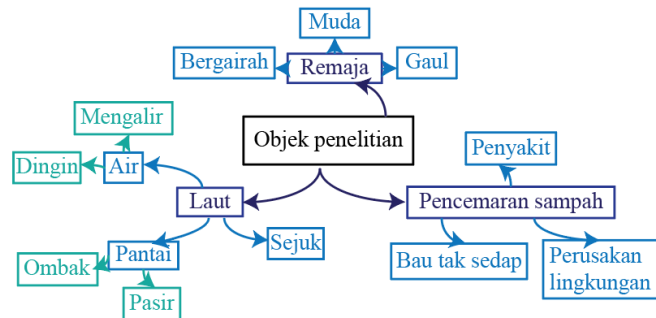 Muda
Bergairah
Remaja
Gaul
Mengalir
Objek penelitian
Penyakit
Dingin
Air
Laut
Pencemaran sampah
Ombak
Pantai
Sejuk
Bau tak sedap
Perusakan
lingkungan
Pasir